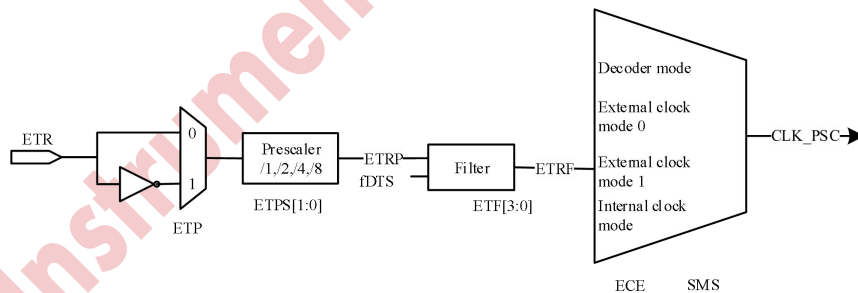 Instrument
ETR
0
1
ETP
Prescaler
/1,/2,/4,/8
ETPS[1:0]
ETRP
fDTS
Filter
ETF[3:0]
ETRF
Decoder mode
External clock
mode 0
External clock
mode 1
Internal clock
mode
CLK_PSC
ECE
SMS